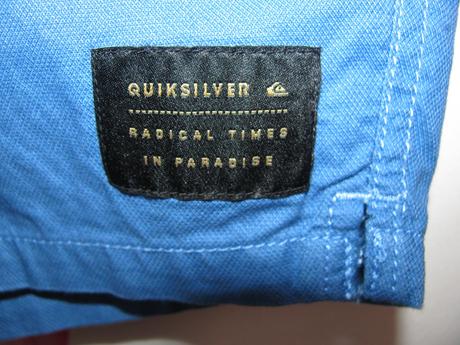 QUIKSILVER
RADICAL TIMES
IN PARADISE